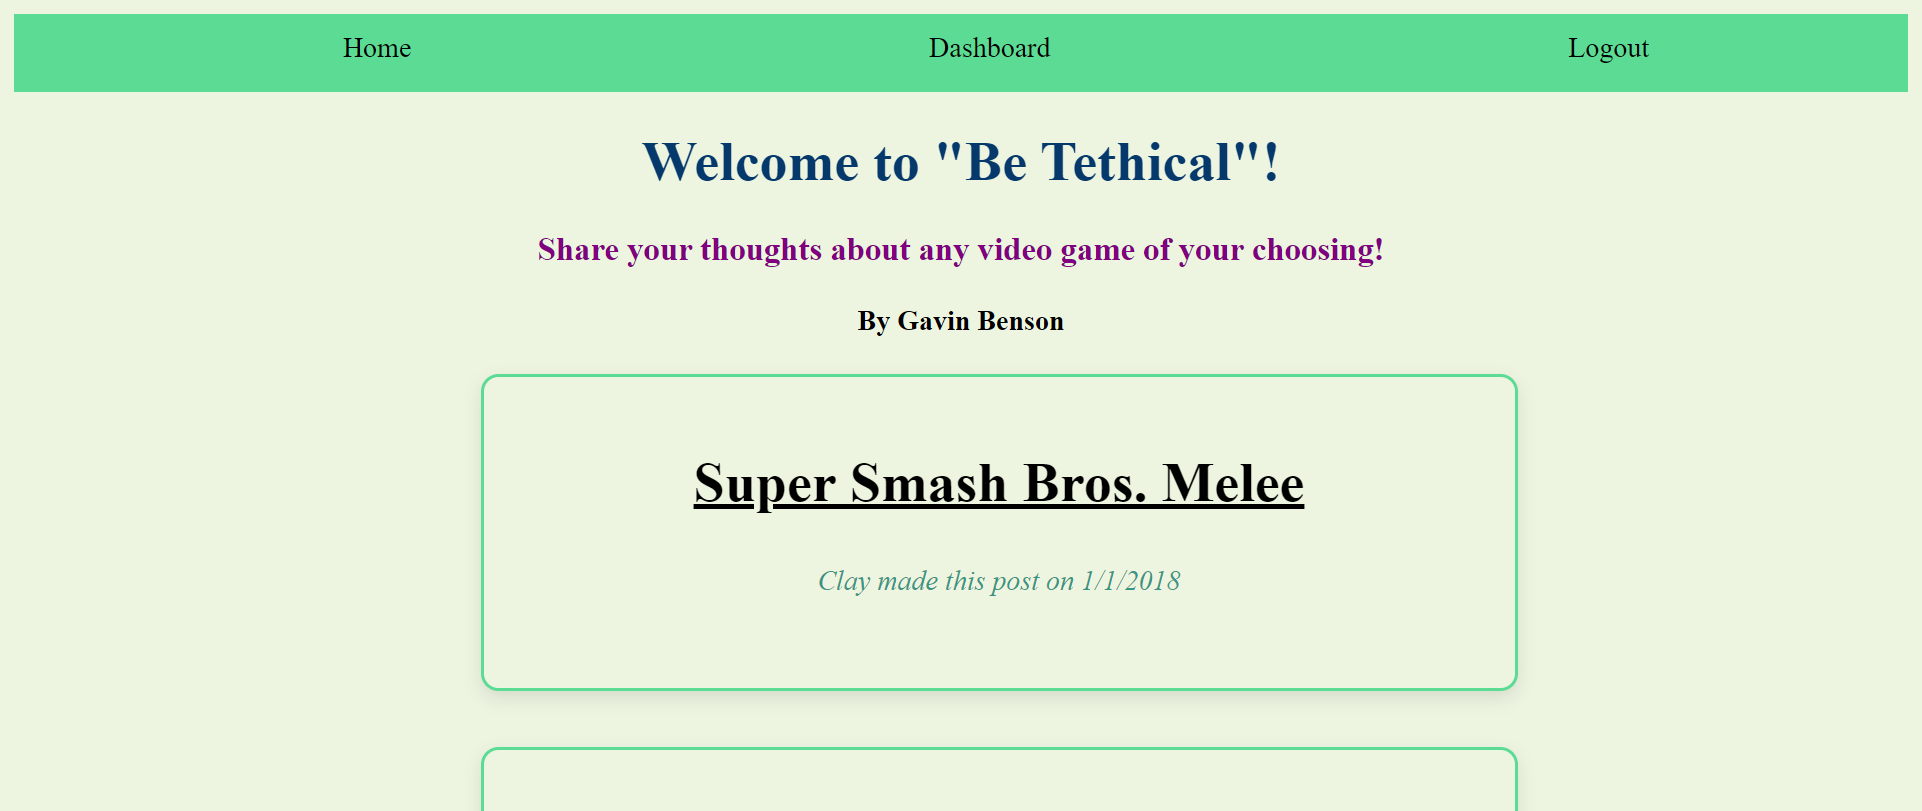 Home Dashboard Logout
Welcome to "Be Tethical"!
Share your thoughts about any video game of your choosing!
By Gavin Benson
Super Smash Bros. Melee
Clay made this post on 1/1/2018